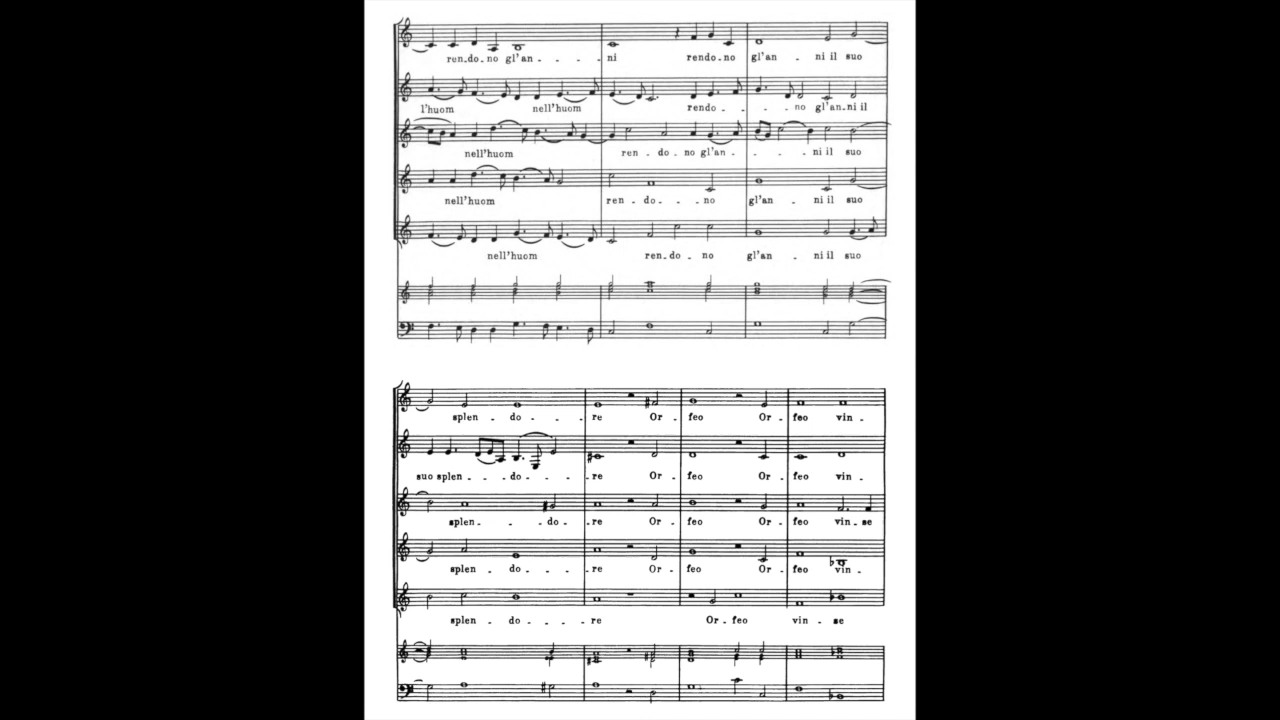 ren.do.no gl'an - - - - ni rendo.no gl'an - - ni il suo
l'huom nell'huom rendo - - - - no gl'an.ni il
nell'huom ren - do - no gl'an - - - - - ni il suo
nell'huom ren - do - - - no gl'an - ni il suo
nell'huom ren.do - no gl'an - ni il suo
splen - do - - - re Or - feo Or - feo vin -
suo splen - - - do - - - re Or - feo Or - feo vin -
splen - - - do - - re Or - feo Or - feo vin - se
splen - do - - - re Or - feo Or - feo vin -
splen - do - - - re Or - feo vin - se